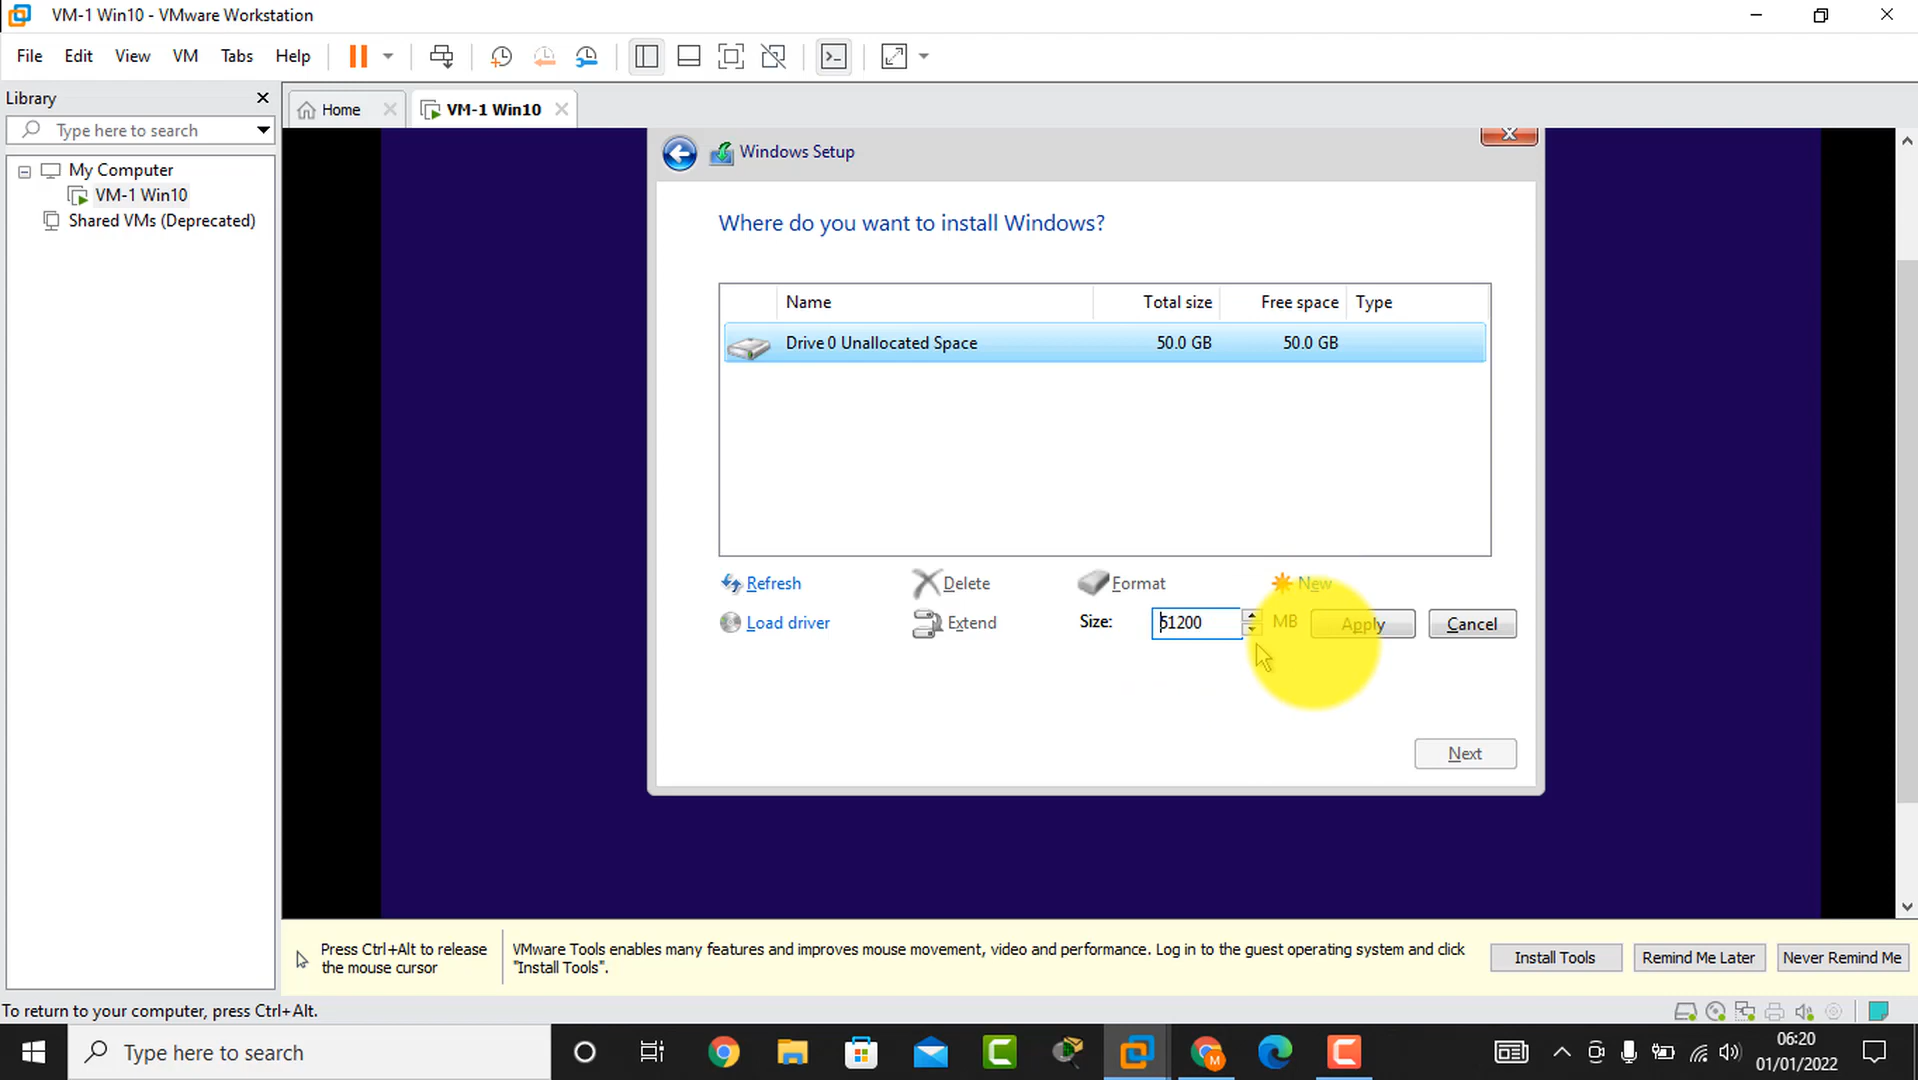 VM-1 Win10 - VMware Workstation
File Edit View VM Tabs Help
Library
Type here to search
My Computer
VM-1 Win10
Shared VMs (Deprecated)
Home
VM-1 Win10
Windows Setup
Where do you want to install Windows?
Name Total size Free space Type
Drive 0 Unallocated Space 50.0 GB 50.0 GB
Refresh Delete Format New
Load driver Extend Size: 51200 MB Apply Cancel
Next
Press Ctrl+Alt to release
the mouse cursor
VMware Tools enables many features and improves mouse movement, video and performance. Log in to the guest operating system and click
"Install Tools".
Install Tools Remind Me Later Never Remind Me
To return to your computer, press Ctrl+Alt.
Type here to search
M
06:20
01/01/2022